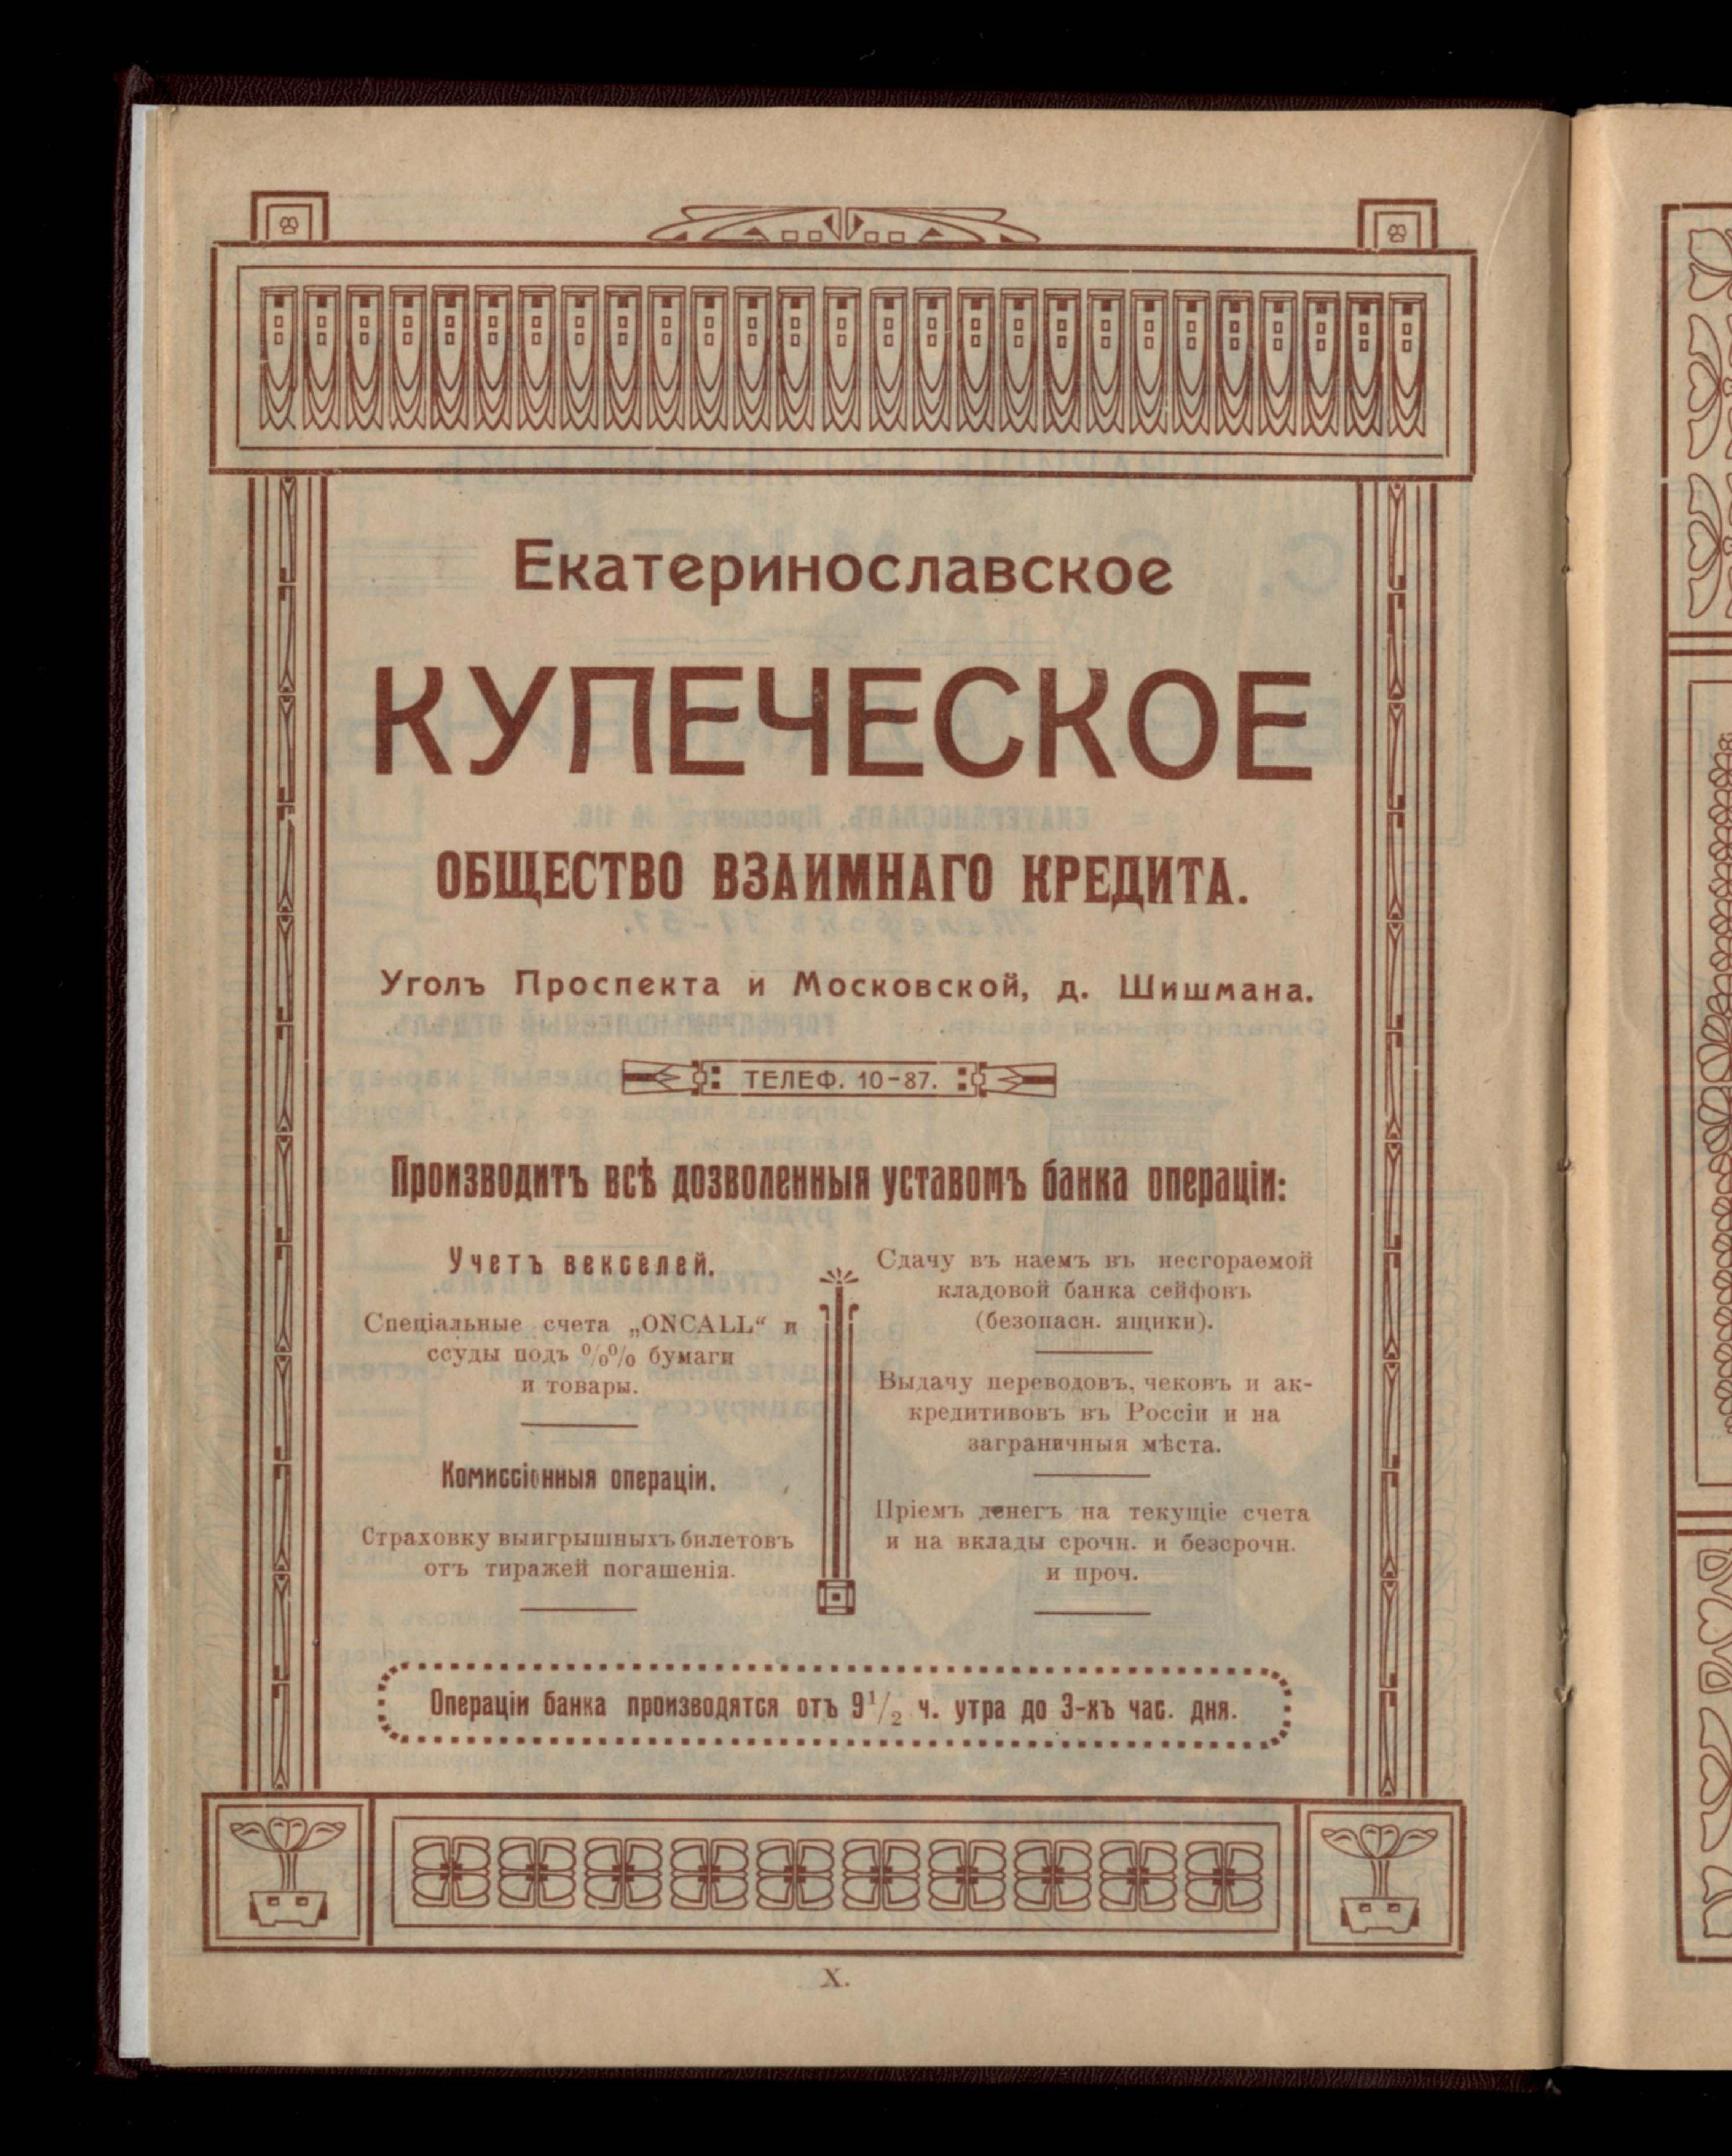 Екатеринославское
КУПЕЧЕСКОЕ
ОБЩЕСТВО ВЗАИМНАГО КРЕДИТА.
Уголъ Проспекта и Московской, д. Шишмана.
ТЕЛЕФ. 10-87.
Производитъ всѣ дозволенныя уставомъ банка операціи:
Учетъ векселей.
Спеціальные счета „ONCALL“ и
ссуды подъ %% бумаги
и товары.
Комиссіонныя операціи.
Страховку выигрышныхъ билетовъ
отъ тиражей погашенія.
Сдачу въ наемъ въ несгораемой
кладовой банка сейфовъ
(безопасн. ящики).
Выдачу переводовъ, чековъ и ак-
кредитивовъ въ Россіи и на
заграничныя мѣста.
Пріемъ денегъ на текущіе счета
и на вклады срочн. и безсрочн.
и проч.
Операціи банка производятся отъ 9 1/2 ч. утра до 3-хъ час. дня.
X.